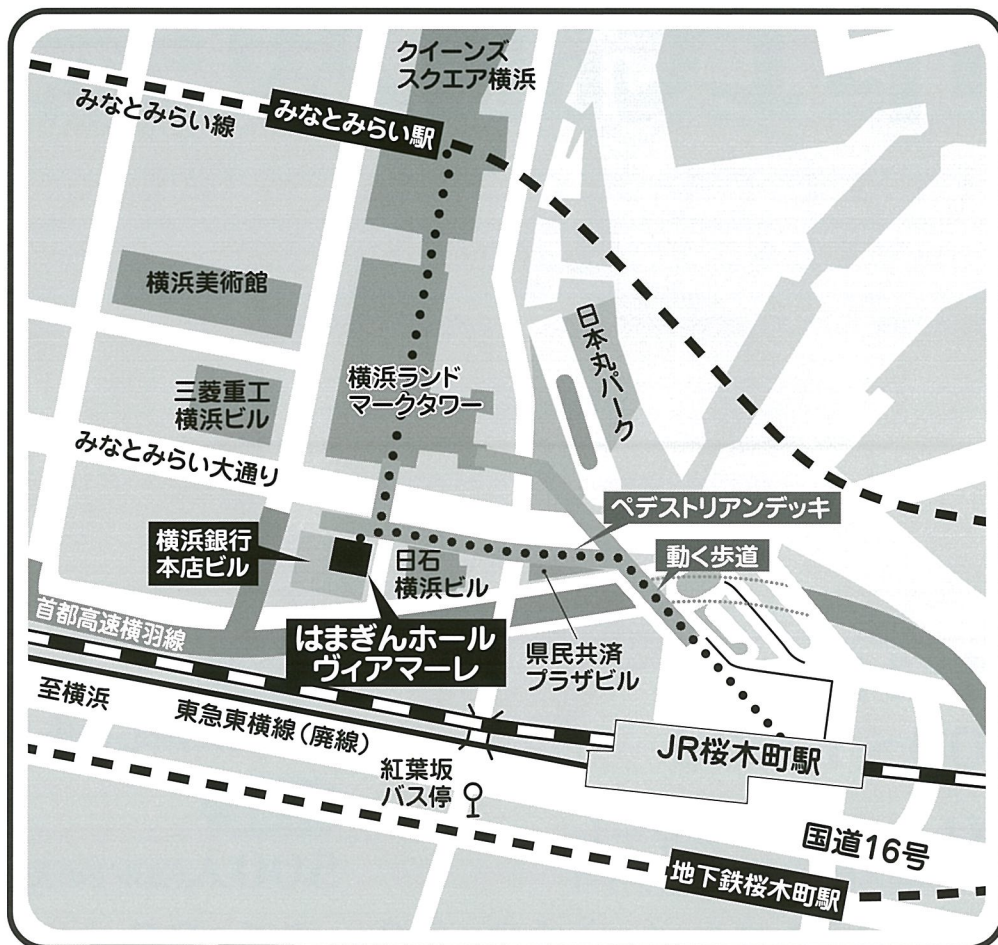 クイーンズ
スクエア横浜
みなとみらい線
みなとみらい駅
横浜美術館
日本丸パーク
三菱重工
横浜ビル
横浜ランド
マークタワー
みなとみらい大通り
ペデストリアンデッキ
横浜銀行
本店ビル
日石
横浜ビル
動く歩道
首都高速横羽線
はまぎんホール
ヴィアマーレ
県民共済
プラザビル
至横浜
東急東横線(廃線)
JR桜木町駅
紅葉坂
バス停
国道16号
地下鉄桜木町駅